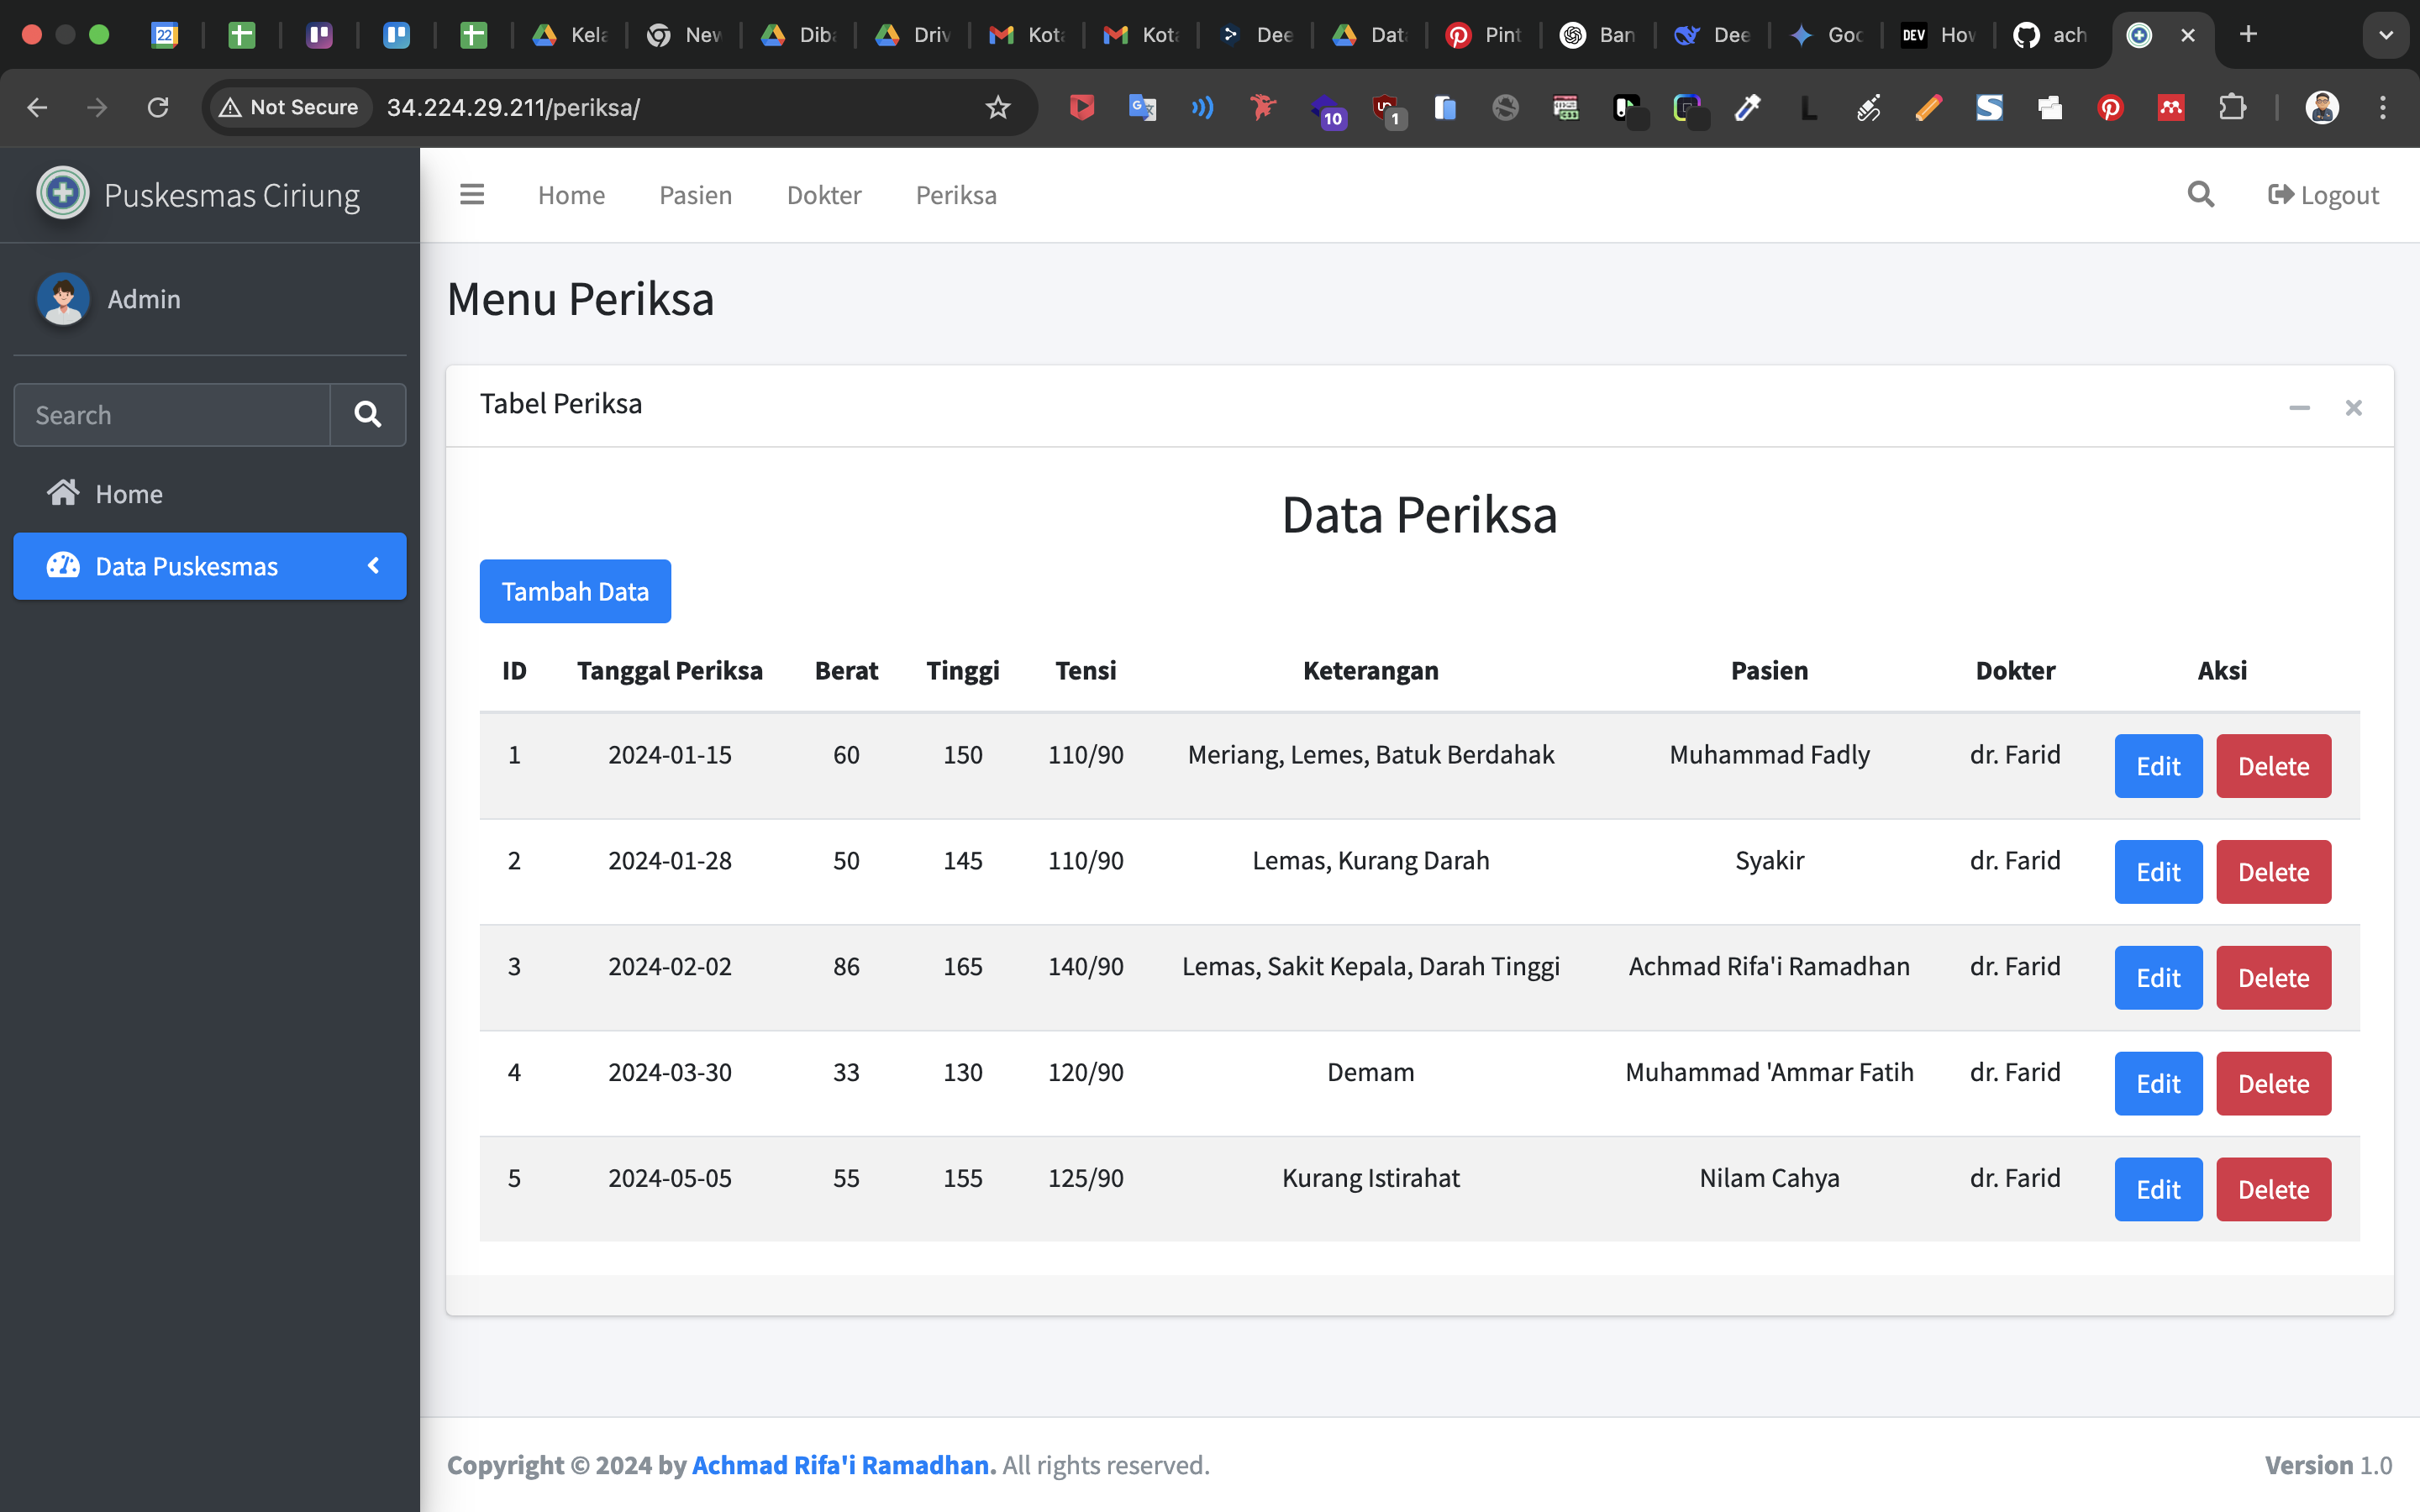 22 Kela New Diba Driv Kota Kota Dee Data Pint Ban Dee Goo DEV How ach
Not Secure 34.224.29.211/periksa/ 10 1
Puskesmas Ciriung
Home Pasien Dokter Periksa Logout
Admin
Menu Periksa
Search
Home
Data Puskesmas
Tabel Periksa
Data Periksa
Tambah Data
ID Tanggal Periksa Berat Tinggi Tensi Keterangan Pasien Dokter Aksi
1 2024-01-15 60 150 110/90 Meriang, Lemes, Batuk Berdahak Muhammad Fadly dr. Farid Edit Delete
2 2024-01-28 50 145 110/90 Lemas, Kurang Darah Syakir dr. Farid Edit Delete
3 2024-02-02 86 165 140/90 Lemas, Sakit Kepala, Darah Tinggi Achmad Rifa'i Ramadhan dr. Farid Edit Delete
4 2024-03-30 33 130 120/90 Demam Muhammad 'Ammar Fatih dr. Farid Edit Delete
5 2024-05-05 55 155 125/90 Kurang Istirahat Nilam Cahya dr. Farid Edit Delete
Copyright © 2024 by Achmad Rifa'i Ramadhan. All rights reserved.
Version 1.0